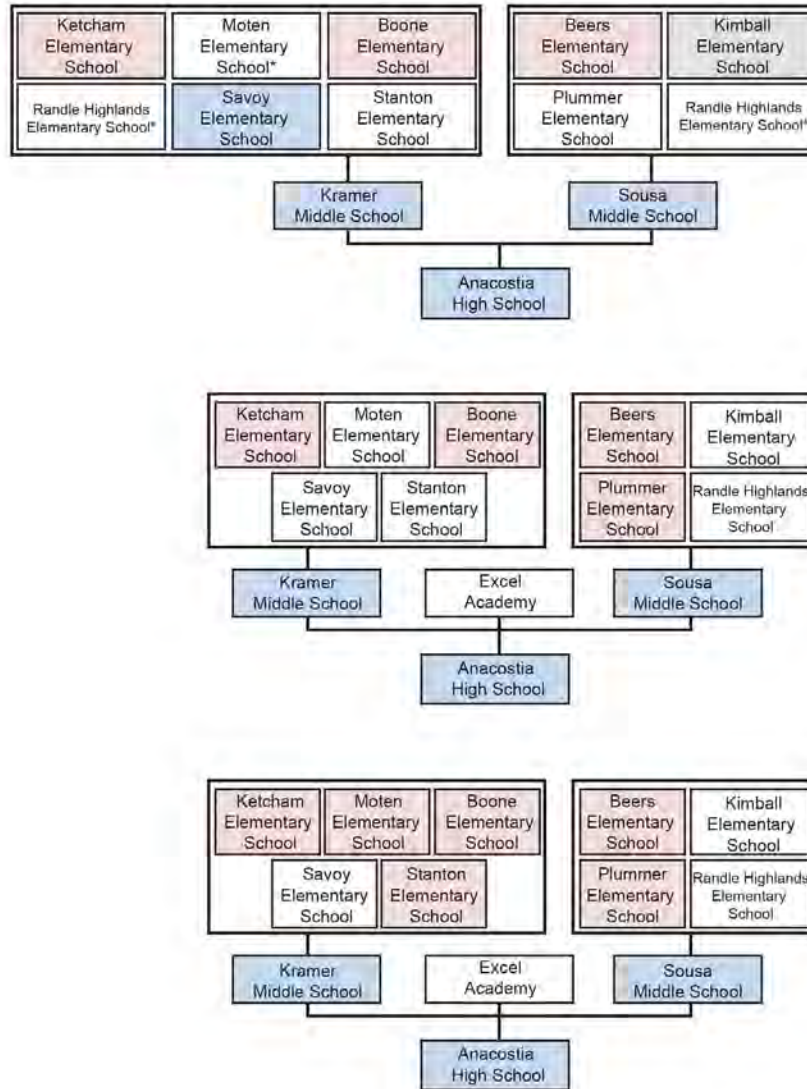 Ketcham
Elementary
School
Moten
Elementary
School*
Boone
Elementary
School
Beers
Elementary
School
Kimball
Elementary
School
Randle Highlands
Elementary School*
Savoy
Elementary
School
Stanton
Elementary
School
Plummer
Elementary
School
Randle Highlands
Elementary School*
Kramer
Middle School
Sousa
Middle School
Anacostia
High School
Ketcham
Elementary
School
Moten
Elementary
School
Boone
Elementary
School
Beers
Elementary
School
Kimball
Elementary
School
Savoy
Elementary
School
Stanton
Elementary
School
Plummer
Elementary
School
Randle Highlands
Elementary
School
Kramer
Middle School
Excel
Academy
Sousa
Middle School
Anacostia
High School
Ketcham
Elementary
School
Moten
Elementary
School
Boone
Elementary
School
Beers
Elementary
School
Kimball
Elementary
School
Savoy
Elementary
School
Stanton
Elementary
School
Plummer
Elementary
School
Randle Highlands
Elementary
School
Kramer
Middle School
Excel
Academy
Sousa
Middle School
Anacostia
High School